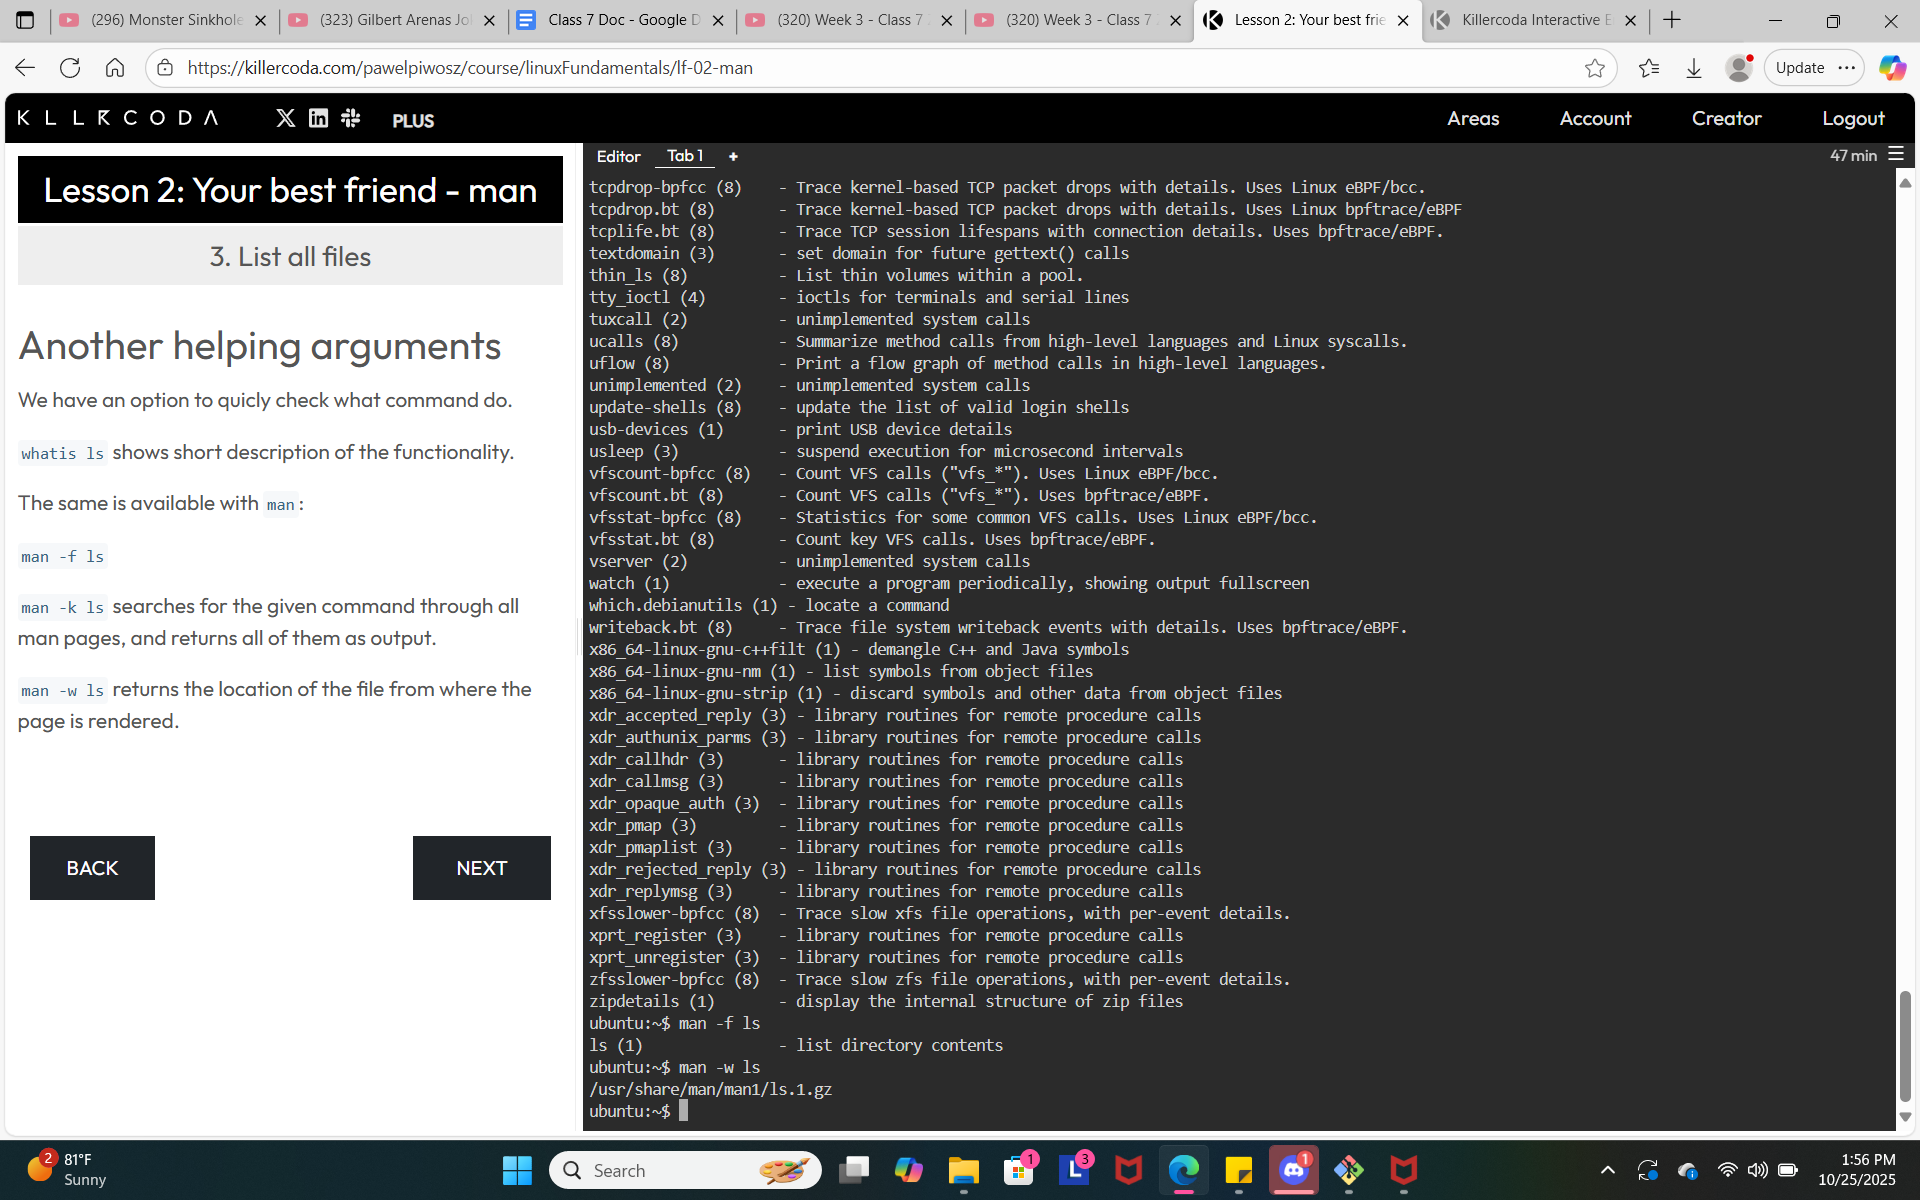 (296) Monster Sinkhole
(323) Gilbert Arenas Jo
Class 7 Doc - Google D
(320) Week 3 - Class 7
(320) Week 3 - Class 7
Lesson 2: Your best frie
Killercoda Interactive E
https://killercoda.com/pawelpiwosz/course/linuxFundamentals/lf-02-man
Update
KLLRCODA
PLUS
Areas
Account
Creator
Logout
Lesson 2: Your best friend - man
3. List all files
Another helping arguments
We have an option to quicly check what command do.
whatis ls shows short description of the functionality.
The same is available with man:
man -f ls
man -k ls searches for the given command through all
man pages, and returns all of them as output.
man -w ls returns the location of the file from where the
page is rendered.
BACK
NEXT
Editor
Tab 1
+
47 min
tcpdrop-bpfcc (8)    - Trace kernel-based TCP packet drops with details. Uses Linux eBPF/bcc.
tcpdrop.bt (8)       - Trace kernel-based TCP packet drops with details. Uses Linux bpftrace/eBPF
tcplife.bt (8)       - Trace TCP session lifespans with connection details. Uses bpftrace/eBPF.
textdomain (3)       - set domain for future gettext() calls
thin_ls (8)          - List thin volumes within a pool.
tty_ioctl (4)        - ioctls for terminals and serial lines
tuxcall (2)          - unimplemented system calls
ucalls (8)           - Summarize method calls from high-level languages and Linux syscalls.
uflow (8)            - Print a flow graph of method calls in high-level languages.
unimplemented (2)    - unimplemented system calls
update-shells (8)    - update the list of valid login shells
usb-devices (1)      - print USB device details
usleep (3)           - suspend execution for microsecond intervals
vfscount-bpfcc (8)   - Count VFS calls ("vfs_*"). Uses Linux eBPF/bcc.
vfscount.bt (8)      - Count VFS calls ("vfs_*"). Uses bpftrace/eBPF.
vfsstat-bpfcc (8)    - Statistics for some common VFS calls. Uses Linux eBPF/bcc.
vfsstat.bt (8)       - Count key VFS calls. Uses bpftrace/eBPF.
vserver (2)          - unimplemented system calls
watch (1)            - execute a program periodically, showing output fullscreen
which.debianutils (1) - locate a command
writeback.bt (8)     - Trace file system writeback events with details. Uses bpftrace/eBPF.
x86_64-linux-gnu-c++filt (1) - demangle C++ and Java symbols
x86_64-linux-gnu-nm (1) - list symbols from object files
x86_64-linux-gnu-strip (1) - discard symbols and other data from object files
xdr_accepted_reply (3) - library routines for remote procedure calls
xdr_authunix_parms (3) - library routines for remote procedure calls
xdr_callhdr (3)      - library routines for remote procedure calls
xdr_callmsg (3)      - library routines for remote procedure calls
xdr_opaque_auth (3)  - library routines for remote procedure calls
xdr_pmap (3)         - library routines for remote procedure calls
xdr_pmaplist (3)     - library routines for remote procedure calls
xdr_rejected_reply (3) - library routines for remote procedure calls
xdr_replymsg (3)     - library routines for remote procedure calls
xfsslower-bpfcc (8)  - Trace slow xfs file operations, with per-event details.
xprt_register (3)    - library routines for remote procedure calls
xprt_unregister (3)  - library routines for remote procedure calls
zfsslower-bpfcc (8)  - Trace slow zfs file operations, with per-event details.
zipdetails (1)       - display the internal structure of zip files
ubuntu:~$ man -f ls
ls (1)               - list directory contents
ubuntu:~$ man -w ls
/usr/share/man/man1/ls.1.gz
ubuntu:~$
2
81°F
Sunny
Search
1
L
3
1
1:56 PM
10/25/2025